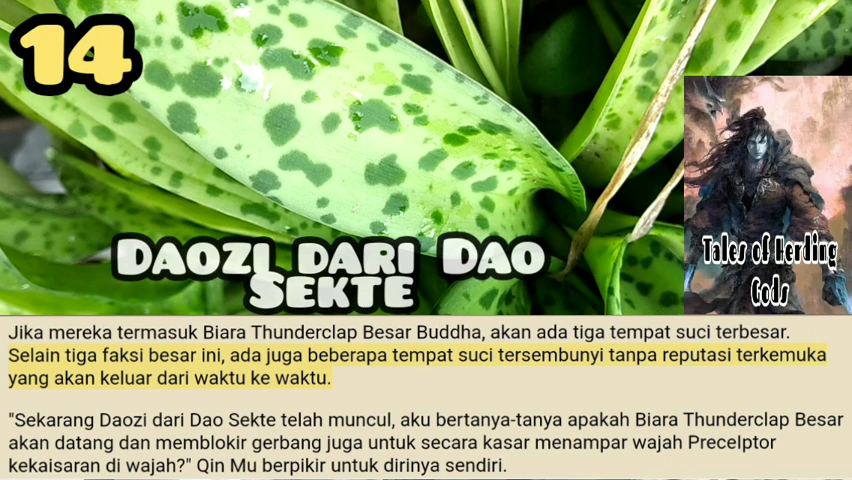 14
Daozi dari Dao
Sekte
Tales of Herding
Gods
Jika mereka termasuk Biara Thunderclap Besar Buddha, akan ada tiga tempat suci terbesar.
Selain tiga faksi besar ini, ada juga beberapa tempat suci tersembunyi tanpa reputasi terkemuka
yang akan keluar dari waktu ke waktu.
"Sekarang Daozi dari Dao Sekte telah muncul, aku bertanya-tanya apakah Biara Thunderclap Besar
akan datang dan memblokir gerbang juga untuk secara kasar menampar wajah PreceIptor
kekaisaran di wajah?" Qin Mu berpikir untuk dirinya sendiri.